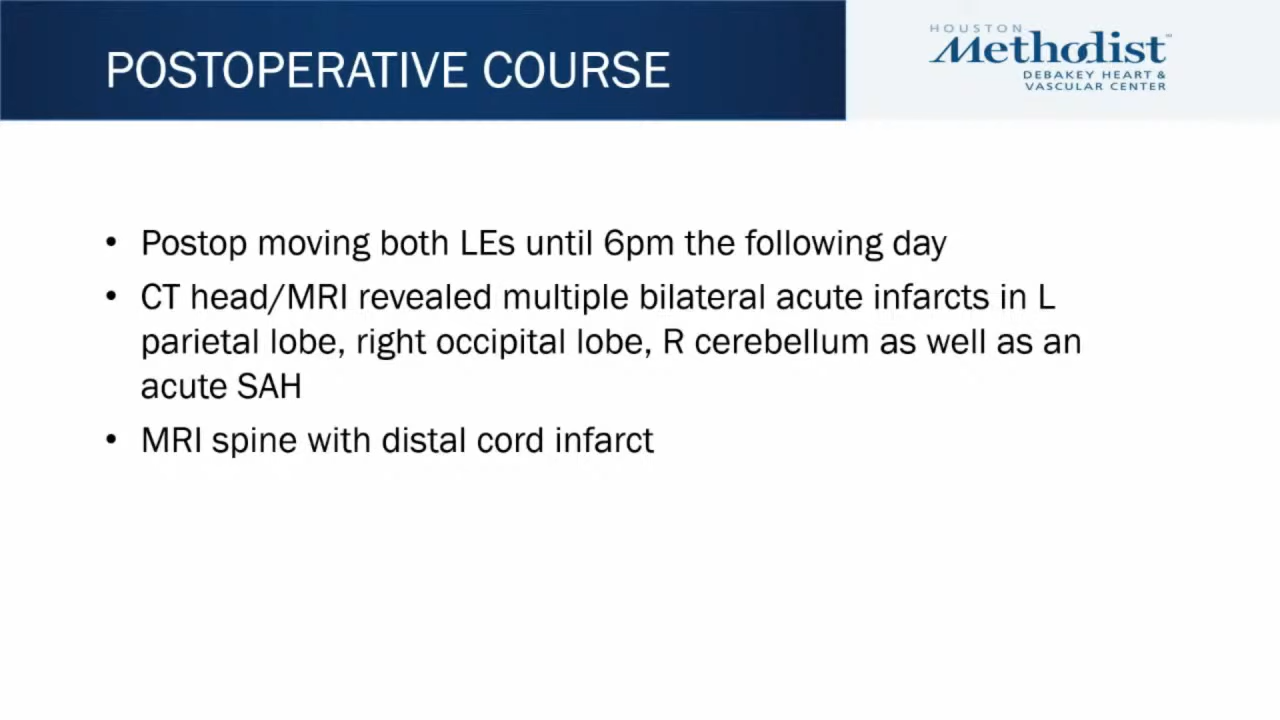 POSTOPERATIVE COURSE
HOUSTON
Methodist™
DEBAKEY HEART &
VASCULAR CENTER
• Postop moving both LEs until 6pm the following day
• CT head/MRI revealed multiple bilateral acute infarcts in L
parietal lobe, right occipital lobe, R cerebellum as well as an
acute SAH
• MRI spine with distal cord infarct